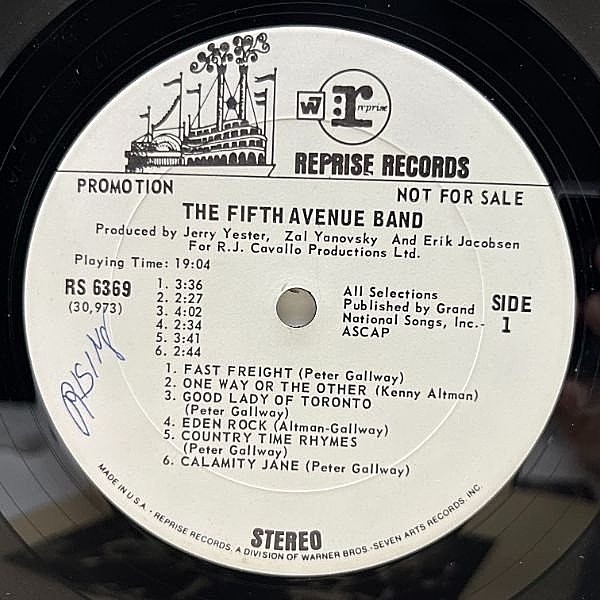 W7 r reprise
REPRISE RECORDS
PROMOTION NOT FOR SALE
THE FIFTH AVENUE BAND
Produced by Jerry Yester, Zal Yanovsky And Erik Jacobsen
For R.J. Cavallo Productions Ltd.
Playing Time: 19:04
RS 6369
(30,973)
1. 3:36
2. 2:27
3. 4:02
4. 2:34
5. 3:41
6. 2:44
All Selections
Published by Grand
National Songs, Inc.-
ASCAP
SIDE
1
1. FAST FREIGHT (Peter Gallway)
2. ONE WAY OR THE OTHER (Kenny Altman)
3. GOOD LADY OF TORONTO
(Peter Gallway)
4. EDEN ROCK (Altman-Gallway)
5. COUNTRY TIME RHYMES
(Peter Gallway)
6. CALAMITY JANE (Peter Gallway)
STEREO
MADE IN U.S.A. - REPRISE RECORDS, A DIVISION OF WARNER BROS.-SEVEN ARTS RECORDS, INC.